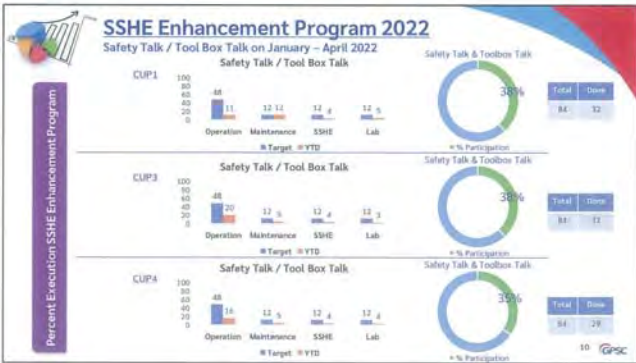 SSHE Enhancement Program 2022
Safety Talk / Tool Box Talk on January – April 2022
Percent Execution SSHE Enhancement Program
CUP1
Safety Talk / Tool Box Talk
100
80
60
40
20
0
48 11 12 12 12 4 12 5
Operation Maintenance SSHE Lab
Target YTD
Safety Talk & Toolbox Talk
38%
% Participation
Total Done
84 32
CUP3
Safety Talk / Tool Box Talk
100
80
60
40
20
0
48 20 12 5 12 4 12 3
Operation Maintenance SSHE Lab
Target YTD
Safety Talk & Toolbox Talk
38%
% Participation
Total Done
84
CUP4
Safety Talk / Tool Box Talk
100
80
60
40
20
0
48 16 12 5 12 4 12 4
Operation Maintenance SSHE Lab
Target YTD
Safety Talk & Toolbox Talk
35%
% Participation
Total Done
84 29
10 GPSC